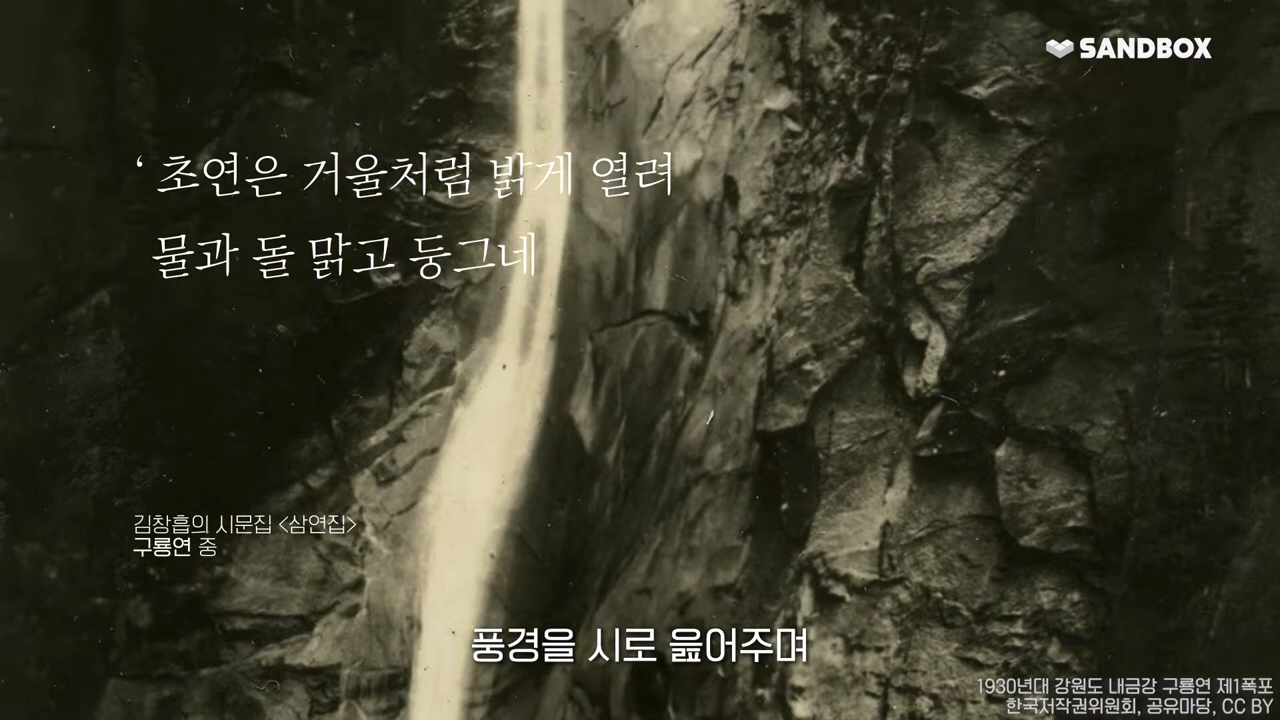 SANDBOX
‘ 초연은 거울처럼 밝게 열려
물과 돌 맑고 둥그네
김창흡의 시문집 <삼연집>
구룡연 중
풍경을 시로 읊어주며
1930년대 강원도 내금강 구룡연 제1폭포
한국저작권위원회, 공유마당, CC BY